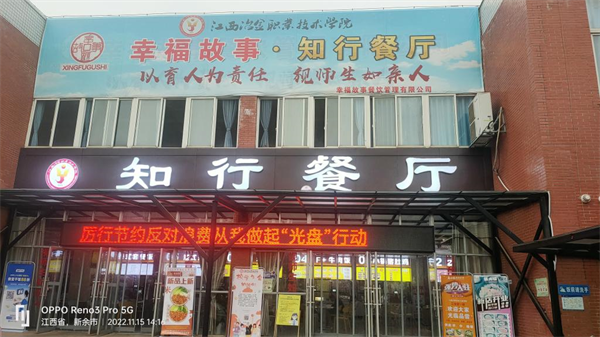 江西冶金职业技术学院
XINGFUGUSHI
幸福故事·知行餐厅
以育人为责任 视师生如亲人
幸福故事餐饮管理有限公司
知行餐厅
厉行节约反对浪费从我做起“光盘”行动
新品上新
OPPO Reno3 Pro 5G
江西省，新余市 2022.11.15 14:1